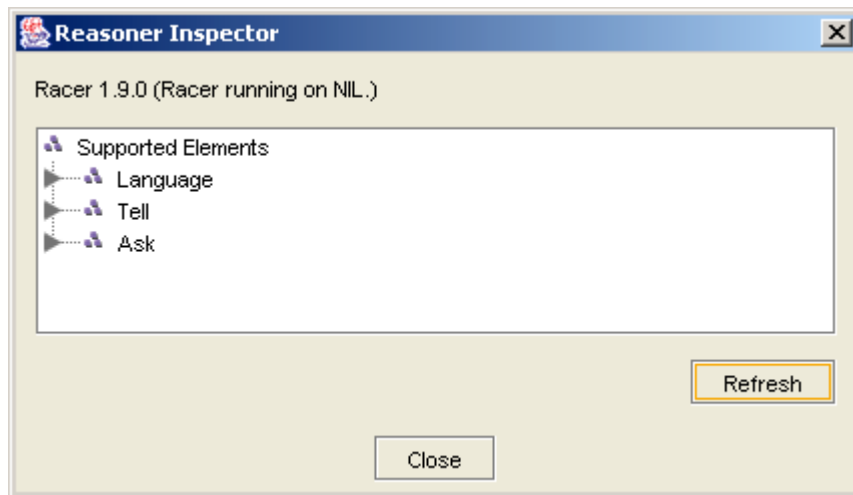 Reasoner Inspector
Racer 1.9.0 (Racer running on NIL.)
Supported Elements
Language
Tell
Ask
Refresh
Close